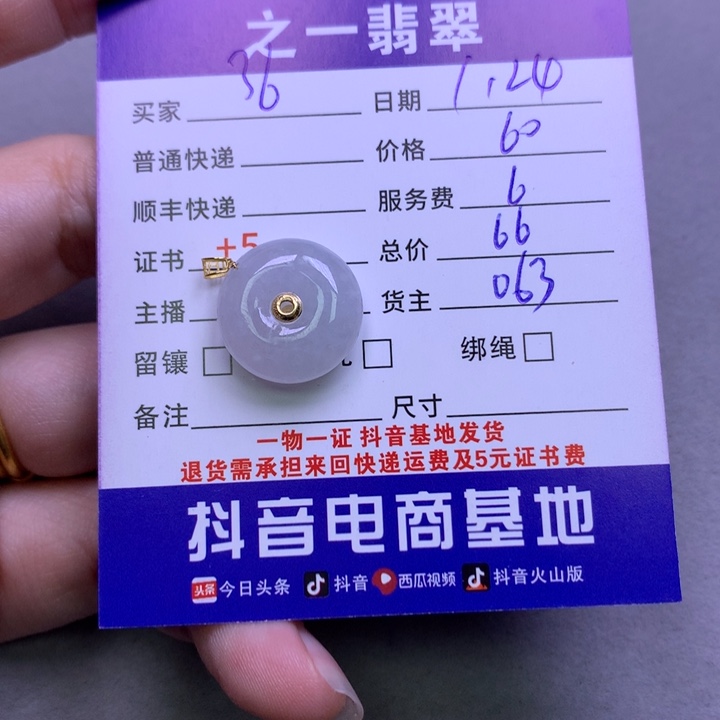 之一翡翠
买家 36 日期 1.24
普通快递 价格 60
顺丰快递 服务费 6
证书 +5 总价 66
主播 货主 063
留镶 绑绳
备注 尺寸
一物一证 抖音基地发货
退货需承担来回快递运费及5元证书费
抖音电商基地
头条 今日头条 抖音 西瓜视频 抖音火山版